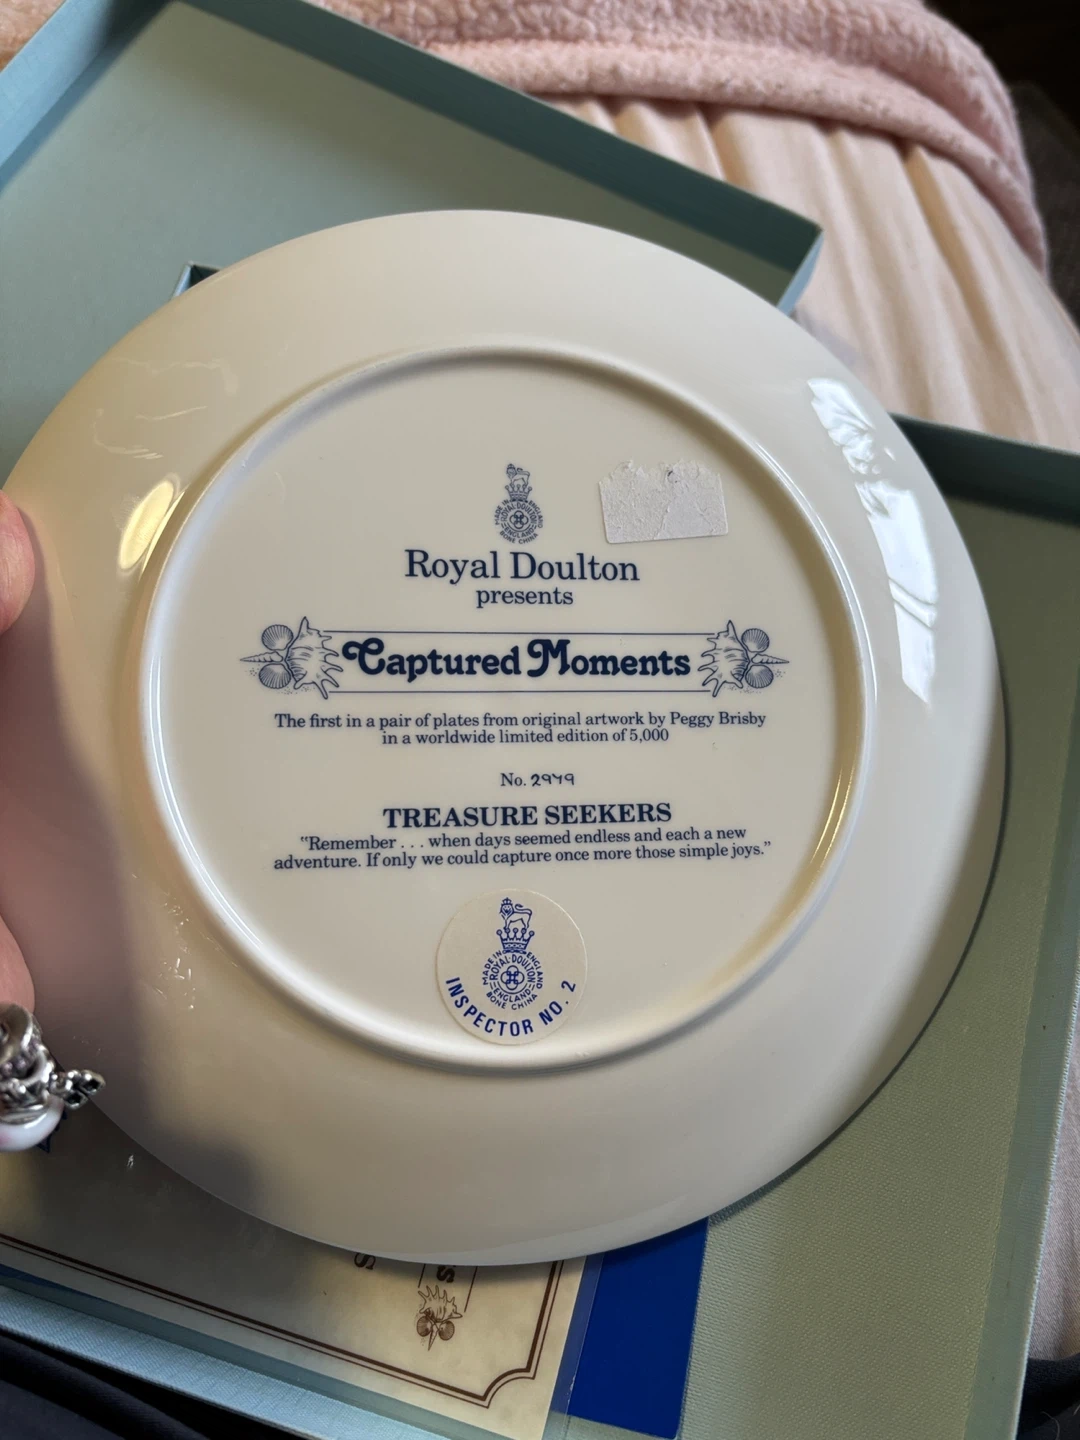 MADE IN ENGLAND
ROYAL DOULTON
ENGLAND
BONE CHINA
Royal Doulton
presents
Captured Moments
The first in a pair of plates from original artwork by Peggy Brisby
in a worldwide limited edition of 5,000
No. 2949
TREASURE SEEKERS
"Remember . . . when days seemed endless and each a new
adventure. If only we could capture once more those simple joys."
MADE IN ENGLAND
ROYAL·DOULTON
ENGLAND
BONE CHINA
INSPECTOR NO. 2